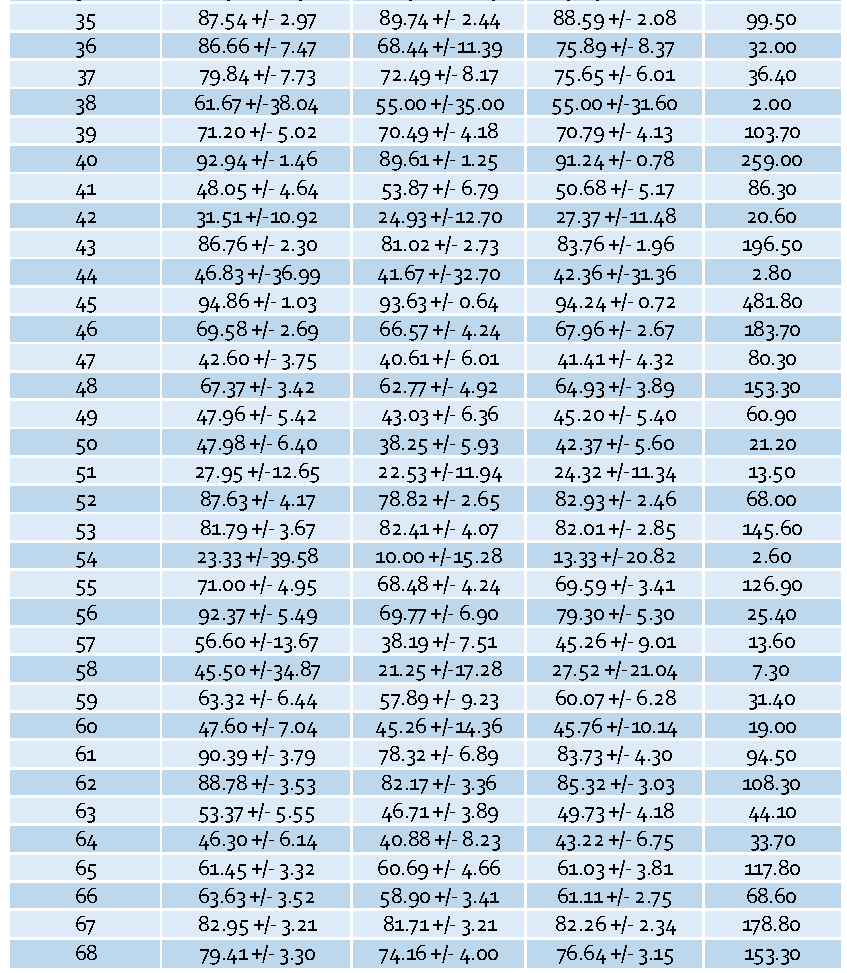 35 87.54 +/- 2.97 89.74 +/- 2.44 88.59 +/- 2.08 99.50
36 86.66 +/- 7.47 68.44 +/-11.39 75.89 +/- 8.37 32.00
37 79.84 +/- 7.73 72.49 +/- 8.17 75.65 +/- 6.01 36.40
38 61.67 +/-38.04 55.00 +/-35.00 55.00 +/-31.60 2.00
39 71.20 +/- 5.02 70.49 +/- 4.18 70.79 +/- 4.13 103.70
40 92.94 +/- 1.46 89.61 +/- 1.25 91.24 +/- 0.78 259.00
41 48.05 +/- 4.64 53.87 +/- 6.79 50.68 +/- 5.17 86.30
42 31.51 +/-10.92 24.93 +/-12.70 27.37 +/-11.48 20.60
43 86.76 +/- 2.30 81.02 +/- 2.73 83.76 +/- 1.96 196.50
44 46.83 +/-36.99 41.67 +/-32.70 42.36 +/-31.36 2.80
45 94.86 +/- 1.03 93.63 +/- 0.64 94.24 +/- 0.72 481.80
46 69.58 +/- 2.69 66.57 +/- 4.24 67.96 +/- 2.67 183.70
47 42.60 +/- 3.75 40.61 +/- 6.01 41.41 +/- 4.32 80.30
48 67.37 +/- 3.42 62.77 +/- 4.92 64.93 +/- 3.89 153.30
49 47.96 +/- 5.42 43.03 +/- 6.36 45.20 +/- 5.40 60.90
50 47.98 +/- 6.40 38.25 +/- 5.93 42.37 +/- 5.60 21.20
51 27.95 +/-12.65 22.53 +/-11.94 24.32 +/-11.34 13.50
52 87.63 +/- 4.17 78.82 +/- 2.65 82.93 +/- 2.46 68.00
53 81.79 +/- 3.67 82.41 +/- 4.07 82.01 +/- 2.85 145.60
54 23.33 +/-39.58 10.00 +/-15.28 13.33 +/-20.82 2.60
55 71.00 +/- 4.95 68.48 +/- 4.24 69.59 +/- 3.41 126.90
56 92.37 +/- 5.49 69.77 +/- 6.90 79.30 +/- 5.30 25.40
57 56.60 +/-13.67 38.19 +/- 7.51 45.26 +/- 9.01 13.60
58 45.50 +/-34.87 21.25 +/-17.28 27.52 +/-21.04 7.30
59 63.32 +/- 6.44 57.89 +/- 9.23 60.07 +/- 6.28 31.40
60 47.60 +/- 7.04 45.26 +/-14.36 45.76 +/-10.14 19.00
61 90.39 +/- 3.79 78.32 +/- 6.89 83.73 +/- 4.30 94.50
62 88.78 +/- 3.53 82.17 +/- 3.36 85.32 +/- 3.03 108.30
63 53.37 +/- 5.55 46.71 +/- 3.89 49.73 +/- 4.18 44.10
64 46.30 +/- 6.14 40.88 +/- 8.23 43.22 +/- 6.75 33.70
65 61.45 +/- 3.32 60.69 +/- 4.66 61.03 +/- 3.81 117.80
66 63.63 +/- 3.52 58.90 +/- 3.41 61.11 +/- 2.75 68.60
67 82.95 +/- 3.21 81.71 +/- 3.21 82.26 +/- 2.34 178.80
68 79.41 +/- 3.30 74.16 +/- 4.00 76.64 +/- 3.15 153.30